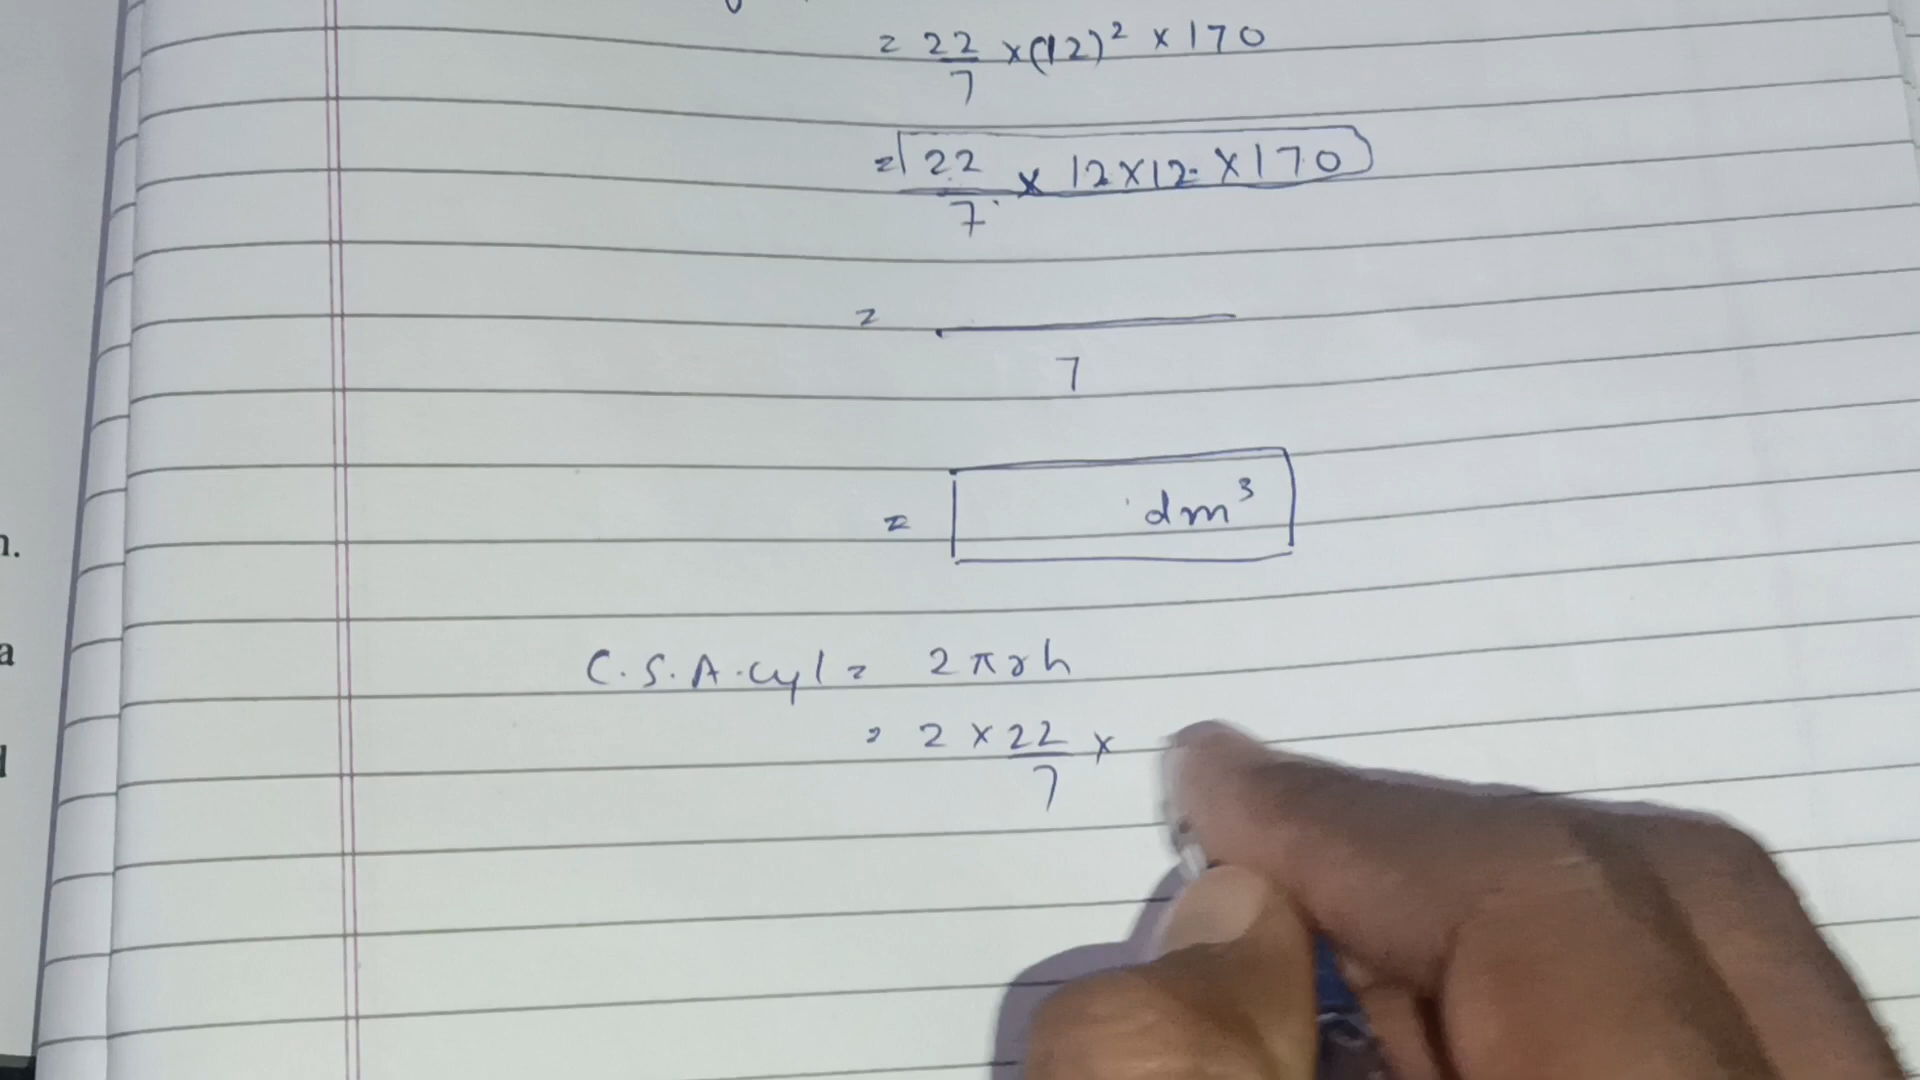 = 22/7 × (12)² × 170
= 22/7 × 12 × 12 × 170
= /7
= dm³
C.S.A. cyl = 2πrh
= 2 × 22/7 ×
n.
a